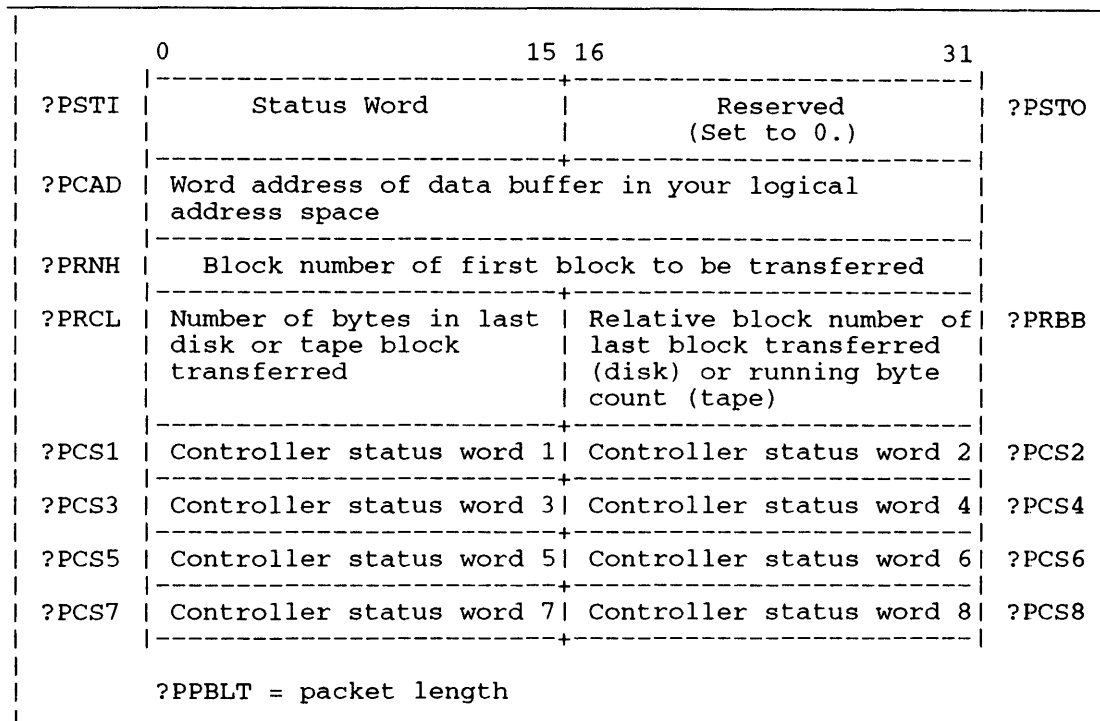 0 15 16 31
?PSTI Status Word Reserved ?PSTO
(Set to 0.)
?PCAD Word address of data buffer in your logical
address space
?PRNH Block number of first block to be transferred
?PRCL Number of bytes in last Relative block number of ?PRBB
disk or tape block last block transferred
transferred (disk) or running byte
count (tape)
?PCS1 Controller status word 1 Controller status word 2 ?PCS2
?PCS3 Controller status word 3 Controller status word 4 ?PCS4
?PCS5 Controller status word 5 Controller status word 6 ?PCS6
?PCS7 Controller status word 7 Controller status word 8 ?PCS8
?PPBLT = packet length